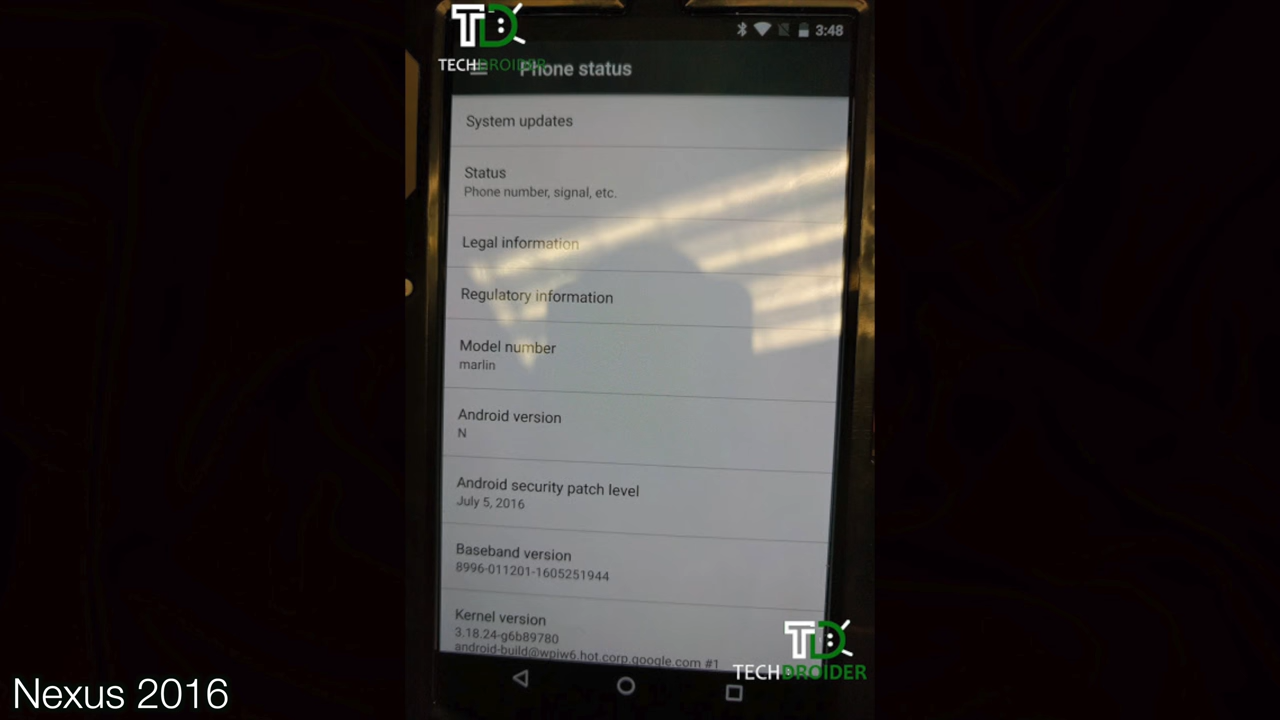 TD
TECHDROIDER
3:48
Phone status
System updates
Status
Phone number, signal, etc.
Legal information
Regulatory information
Model number
marlin
Android version
N
Android security patch level
July 5, 2016
Baseband version
8996-011201-1605251944
Kernel version
3.18.24-g6b89780
android-build@wpiw6.hot.corp.google.com #1
TD
TECHDROIDER
Nexus 2016